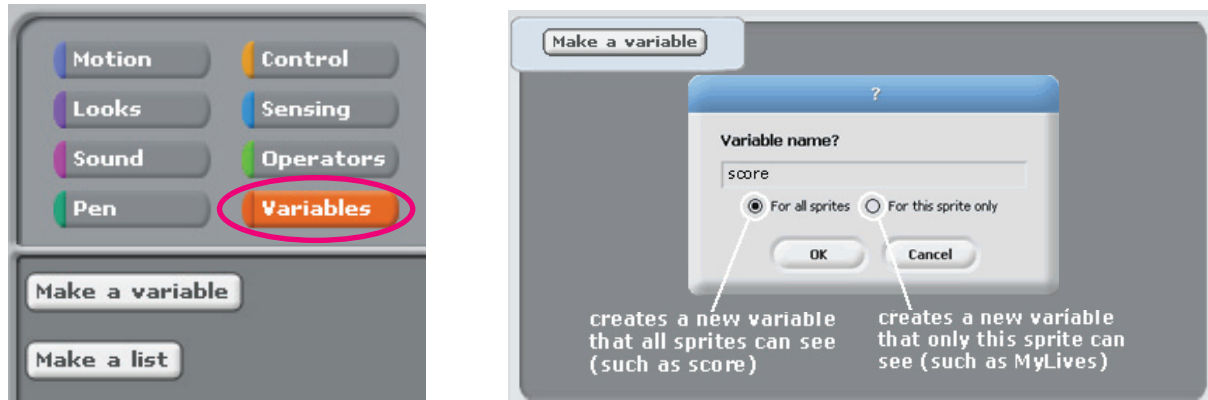 Motion
Control
Looks
Sensing
Sound
Operators
Pen
Variables
Make a variable
Make a list
Make a variable
?
Variable name?
score
For all sprites
For this sprite only
OK
Cancel
creates a new variable
that all sprites can see
(such as score)
creates a new variable
that only this sprite can
see (such as MyLives)